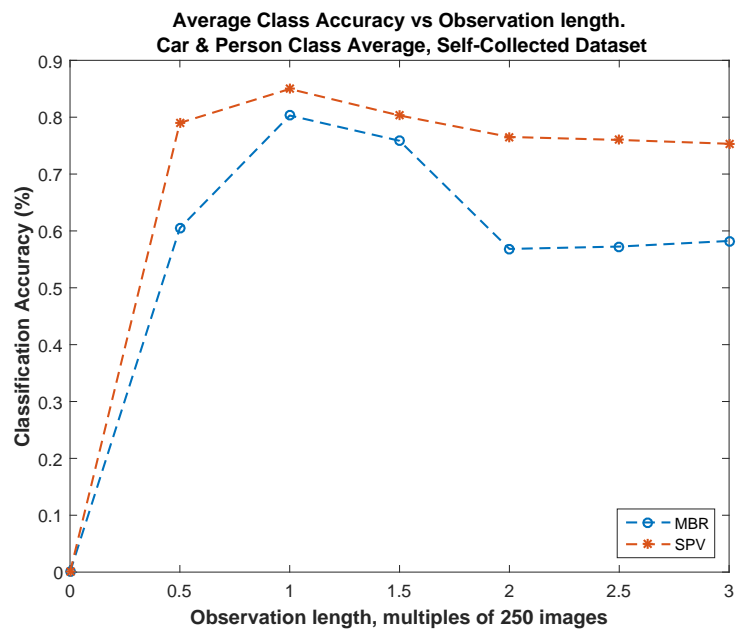 Average Class Accuracy vs Observation length.
Car & Person Class Average, Self-Collected Dataset
Classification Accuracy (%)
0.9
0.8
0.7
0.6
0.5
0.4
0.3
0.2
0.1
0
0 0.5 1 1.5 2 2.5 3
Observation length, multiples of 250 images
MBR
SPV